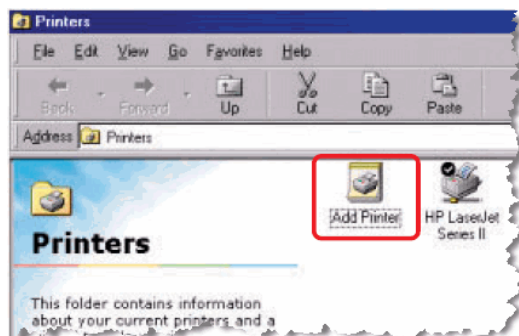 Printers
File Edit View Go Favorites Help
Back Forward Up Cut Copy Paste
Address Printers
Add Printer HP LaserJet
Series II
Printers
This folder contains information
about your current printers and a